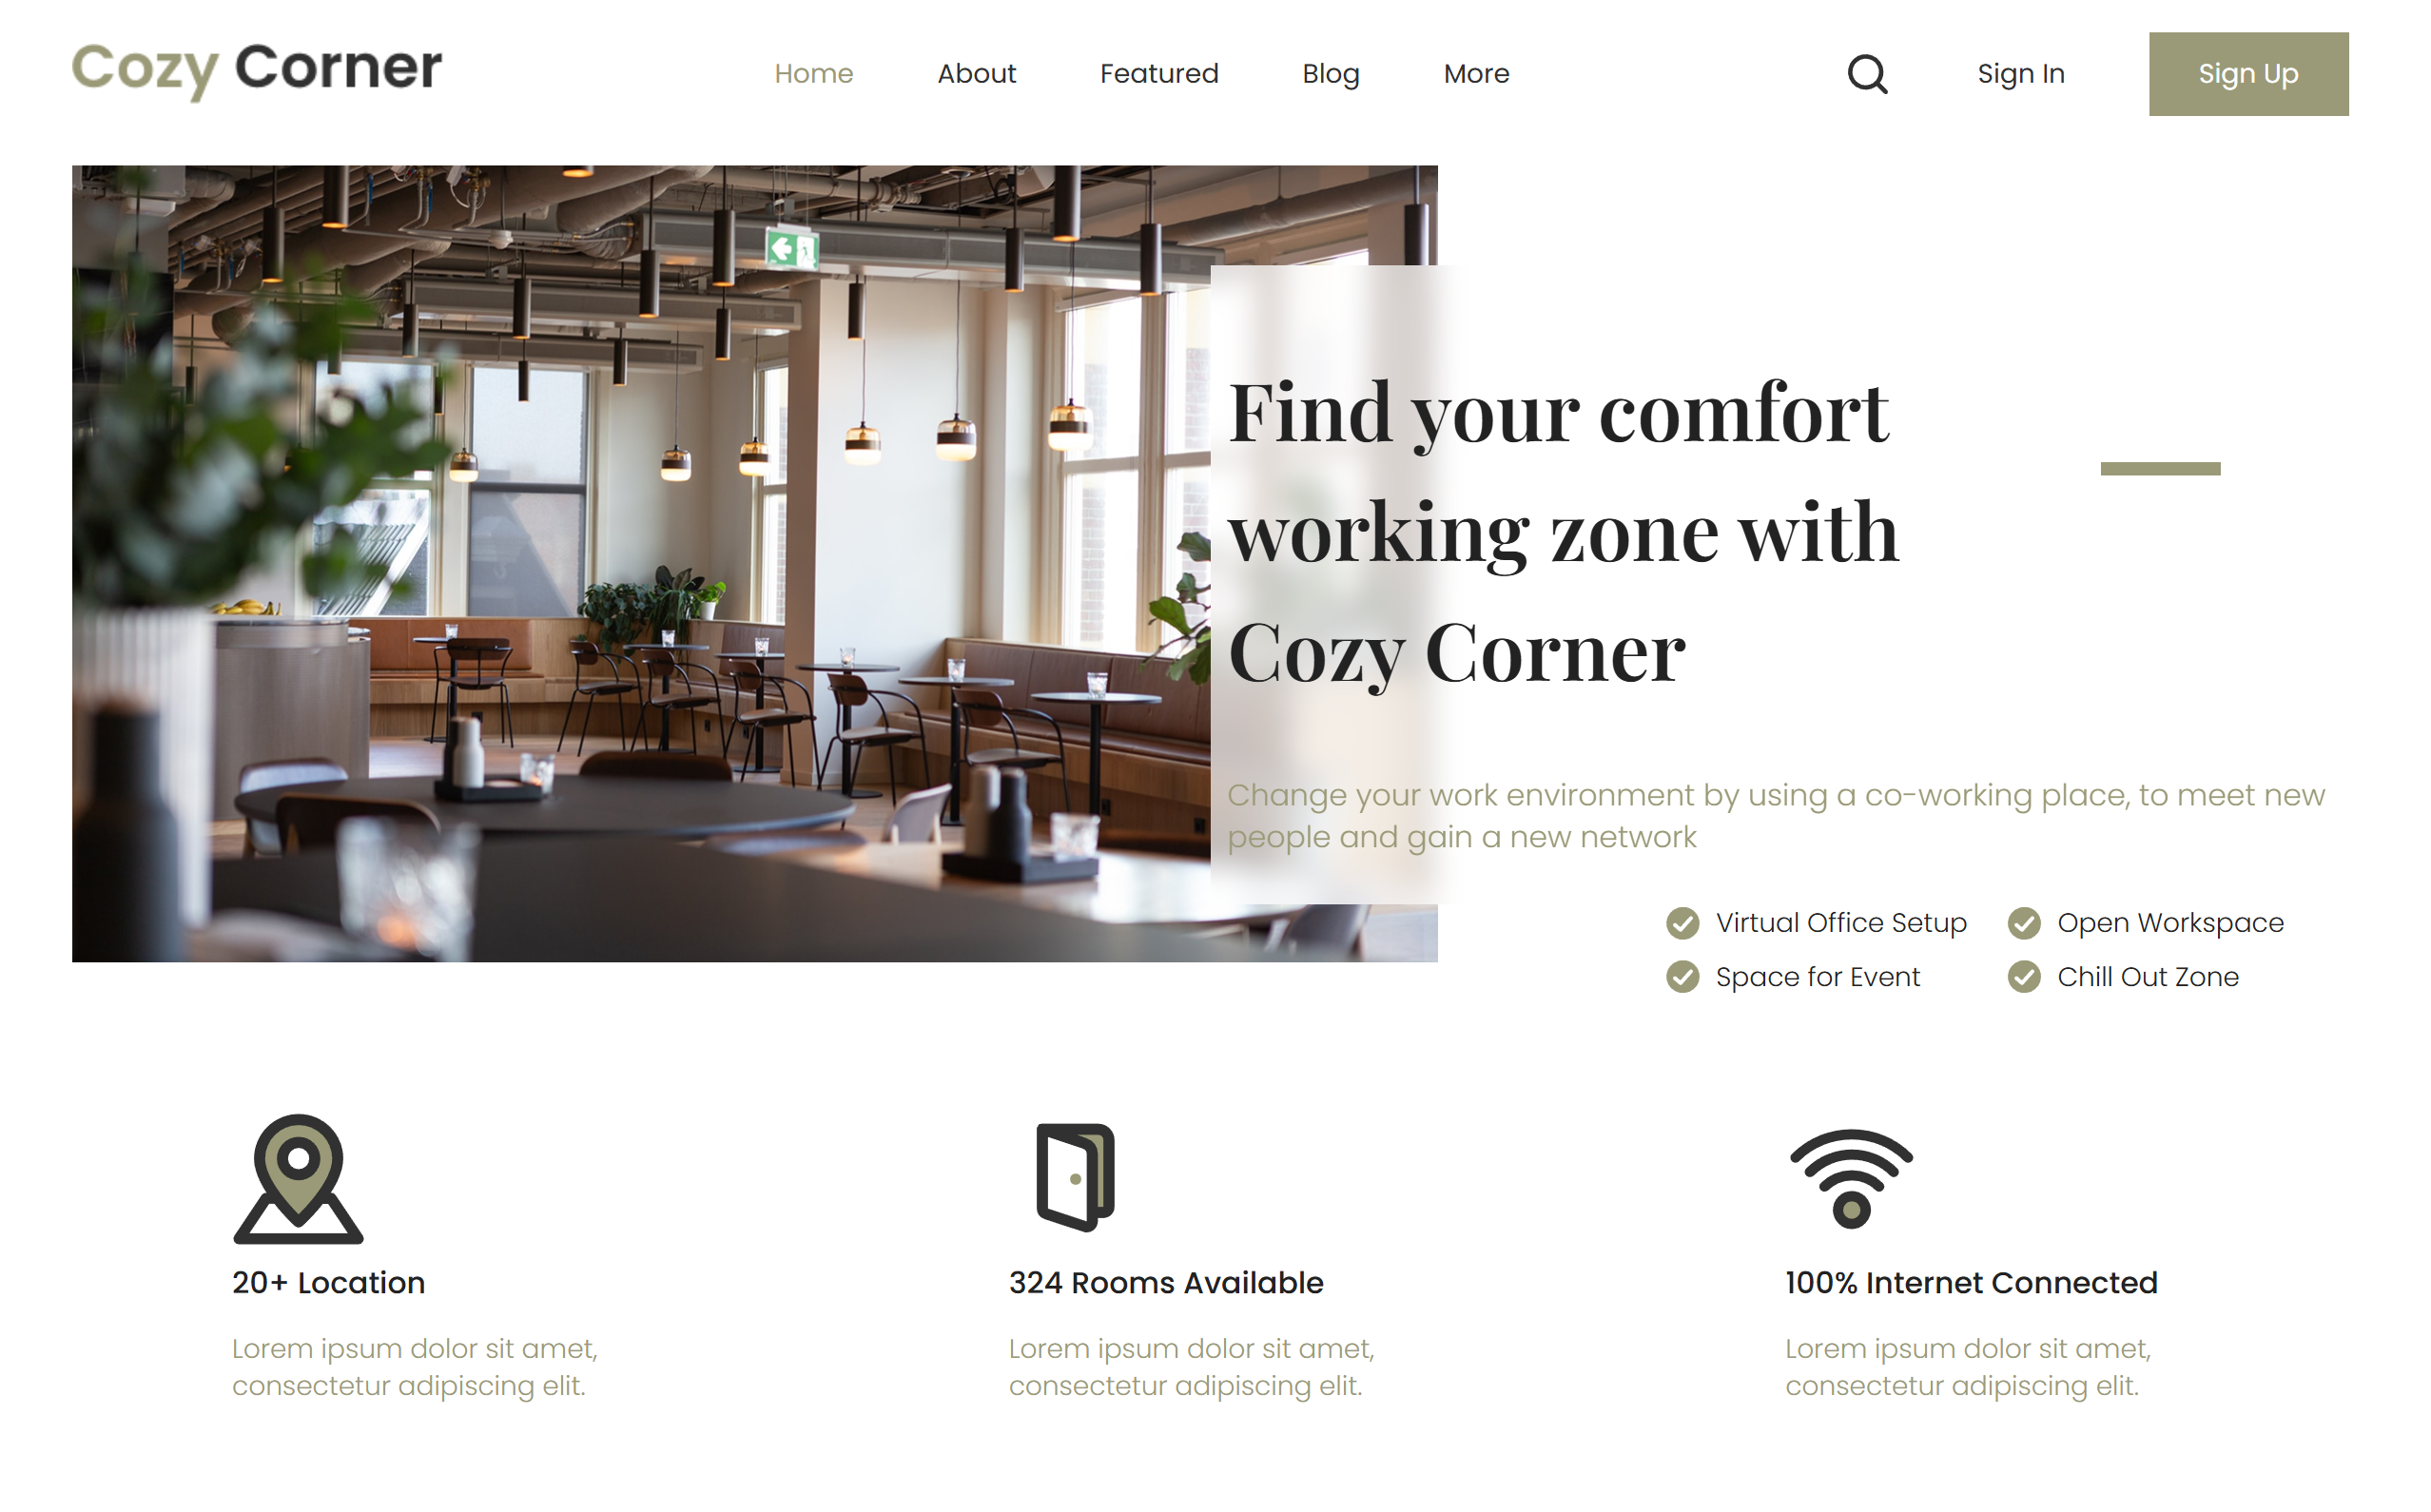 Cozy Corner
Home
About
Featured
Blog
More
Sign In
Sign Up
Find your comfort
working zone with
Cozy Corner
Change your work environment by using a co-working place, to meet new
people and gain a new network
Virtual Office Setup
Open Workspace
Space for Event
Chill Out Zone
20+ Location
Lorem ipsum dolor sit amet,
consectetur adipiscing elit.
324 Rooms Available
Lorem ipsum dolor sit amet,
consectetur adipiscing elit.
100% Internet Connected
Lorem ipsum dolor sit amet,
consectetur adipiscing elit.